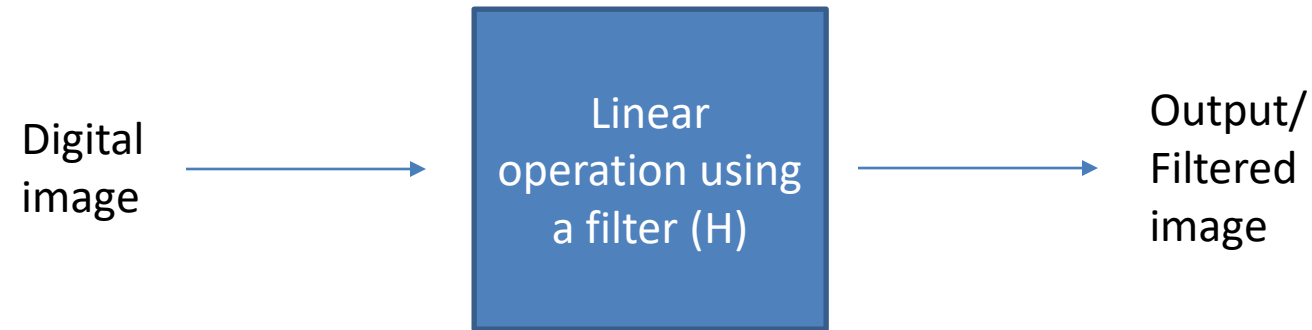 Digital
image
Linear
operation using
a filter (H)
Output/
Filtered
image